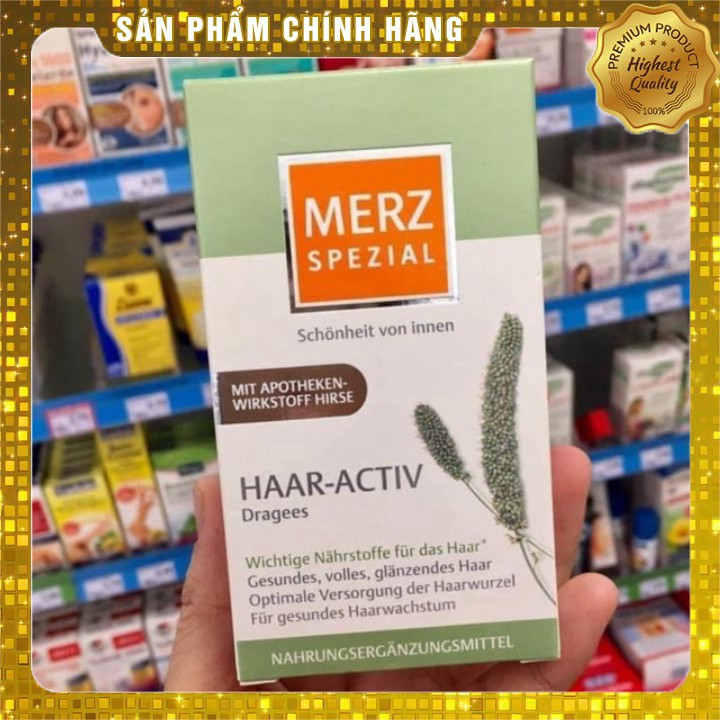 SẢN PHẨM CHÍNH HÃNG
PREMIUM PRODUCT
Highest
Quality
100%
MERZ
SPEZIAL
Schönheit von innen
MIT APOTHEKEN-
WIRKSTOFF HIRSE
HAAR-ACTIV
Dragees
Wichtige Nährstoffe für das Haar*
Gesundes, volles, glänzendes Haar
Optimale Versorgung der Haarwurzel
Für gesundes Haarwachstum
NAHRUNGSERGÄNZUNGSMITTEL